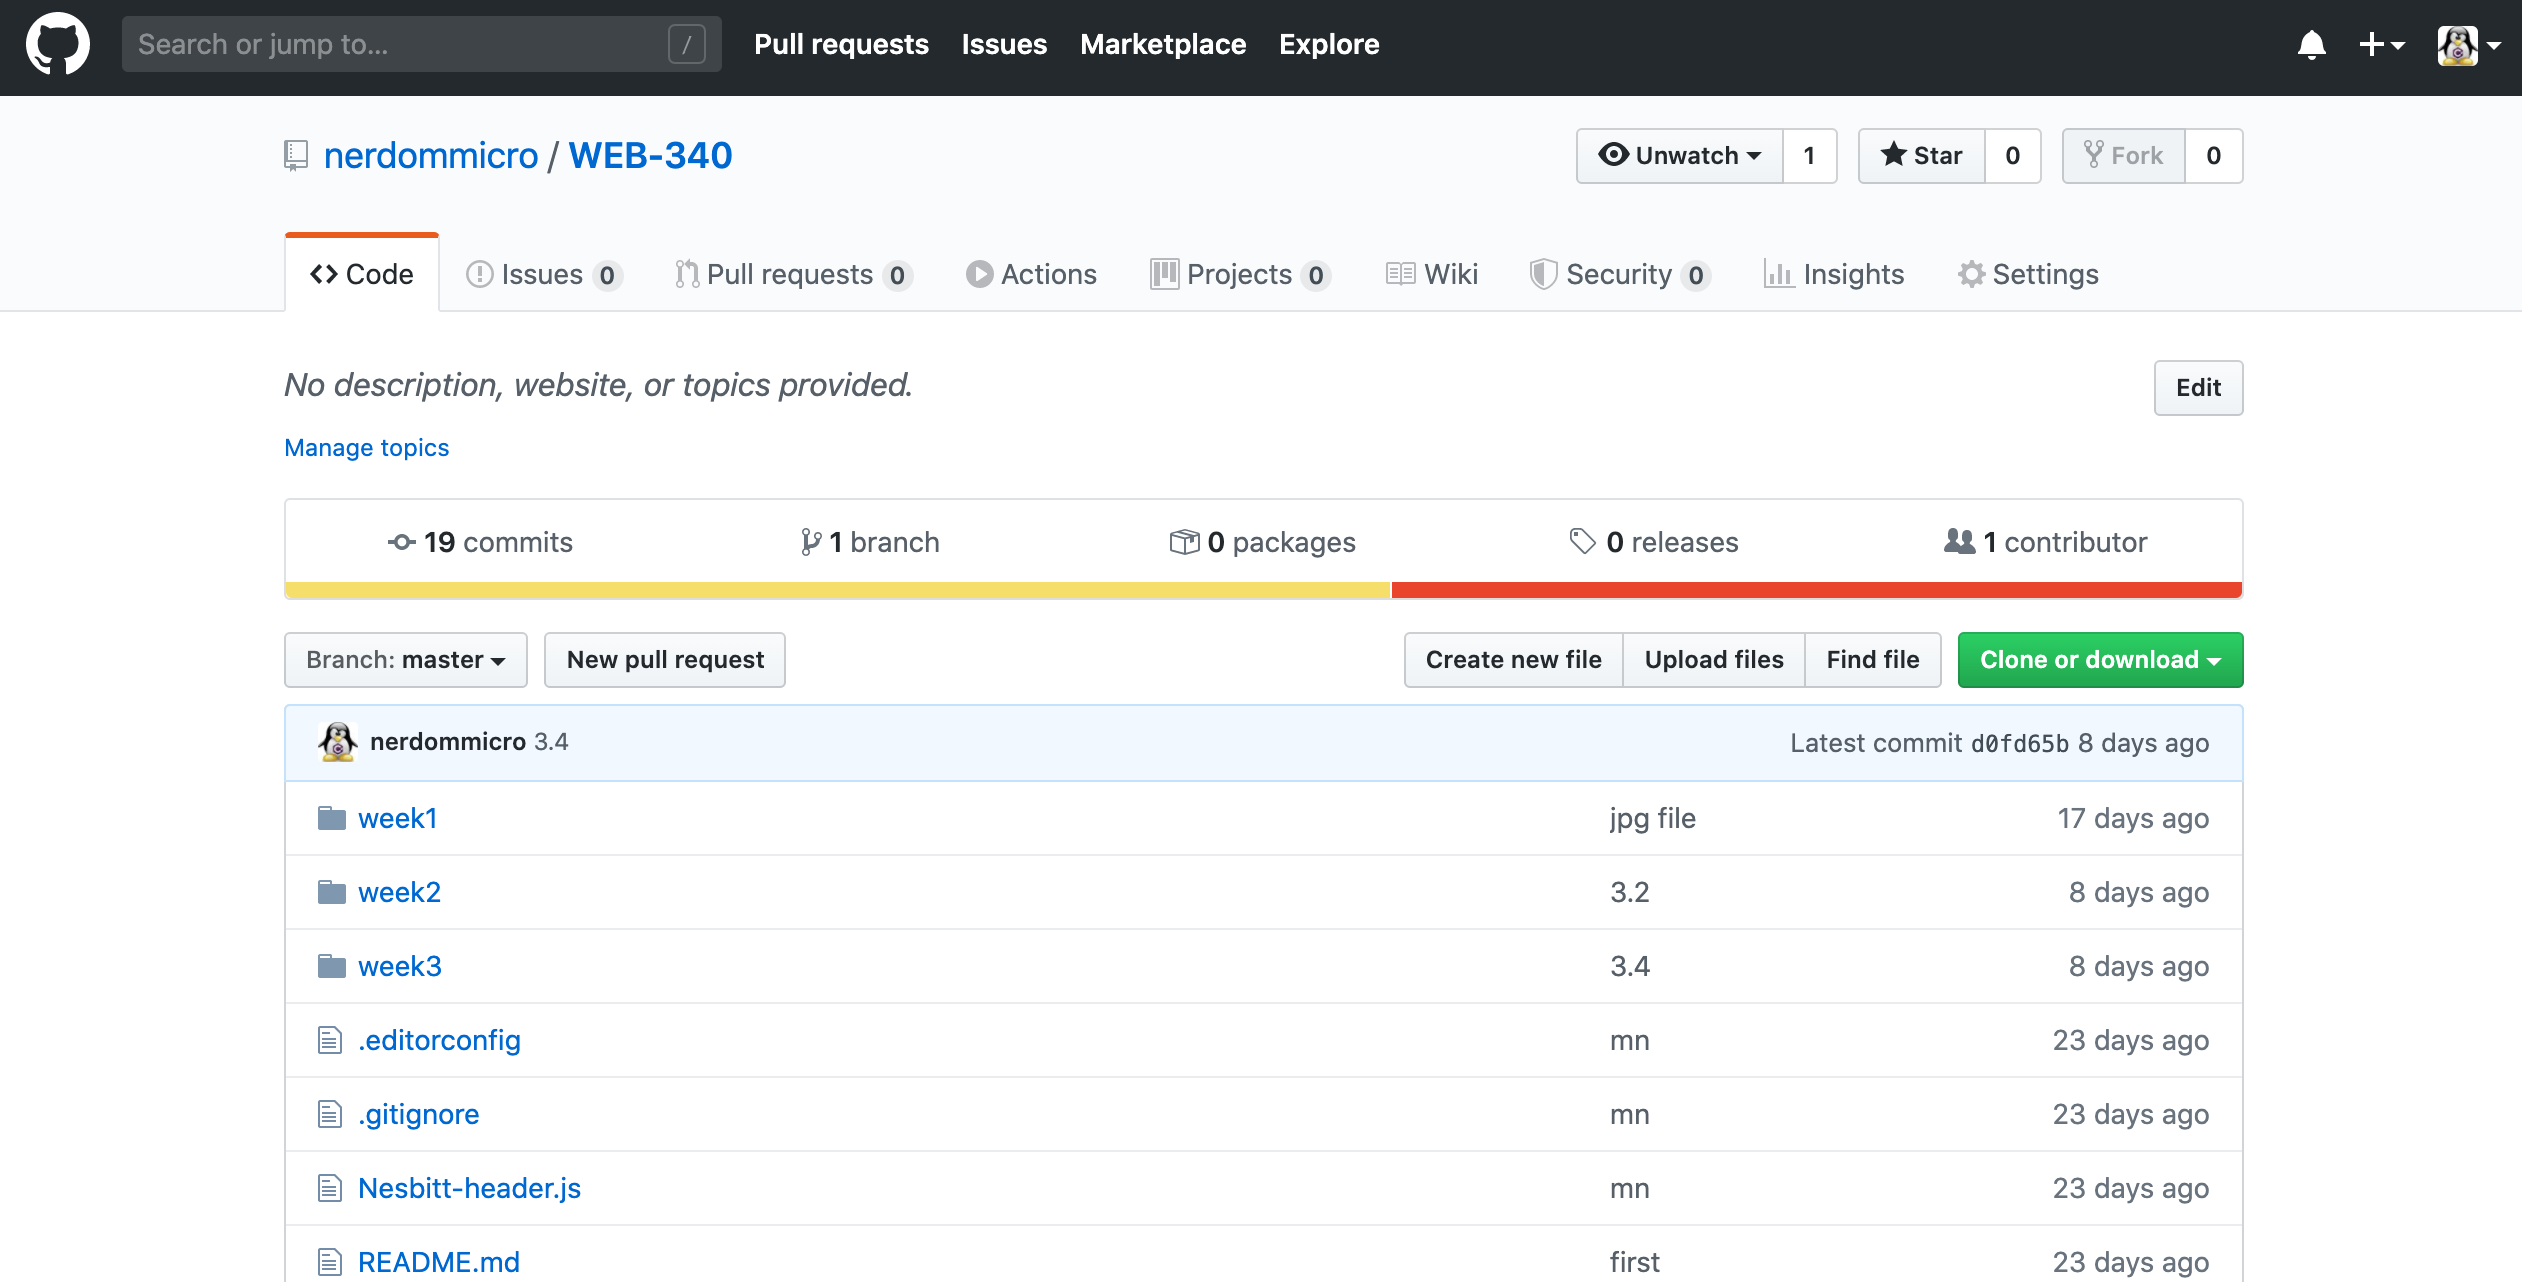 Search or jump to... /
Pull requests Issues Marketplace Explore
nerdommicro / WEB-340
Unwatch 1 Star 0 Fork 0
Code Issues 0 Pull requests 0 Actions Projects 0 Wiki Security 0 Insights Settings
No description, website, or topics provided.
Edit
Manage topics
19 commits 1 branch 0 packages 0 releases 1 contributor
Branch: master New pull request Create new file Upload files Find file Clone or download
nerdommicro 3.4 Latest commit d0fd65b 8 days ago
week1 jpg file 17 days ago
week2 3.2 8 days ago
week3 3.4 8 days ago
.editorconfig mn 23 days ago
.gitignore mn 23 days ago
Nesbitt-header.js mn 23 days ago
README.md first 23 days ago